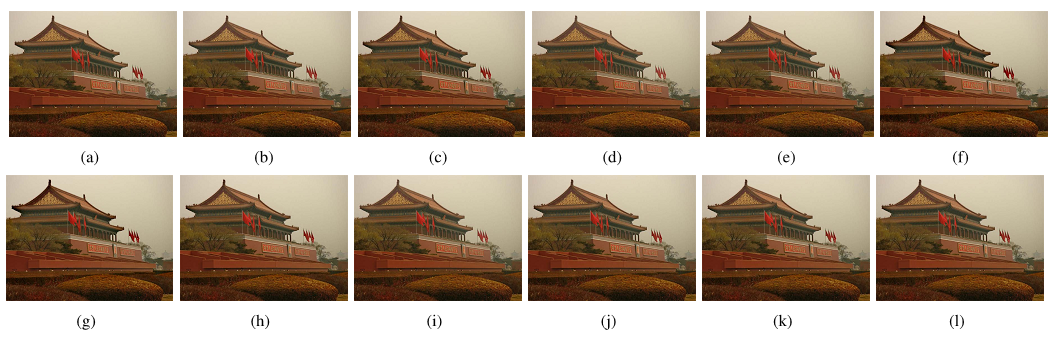 (a) (b) (c) (d) (e) (f)
(g) (h) (i) (j) (k) (l)